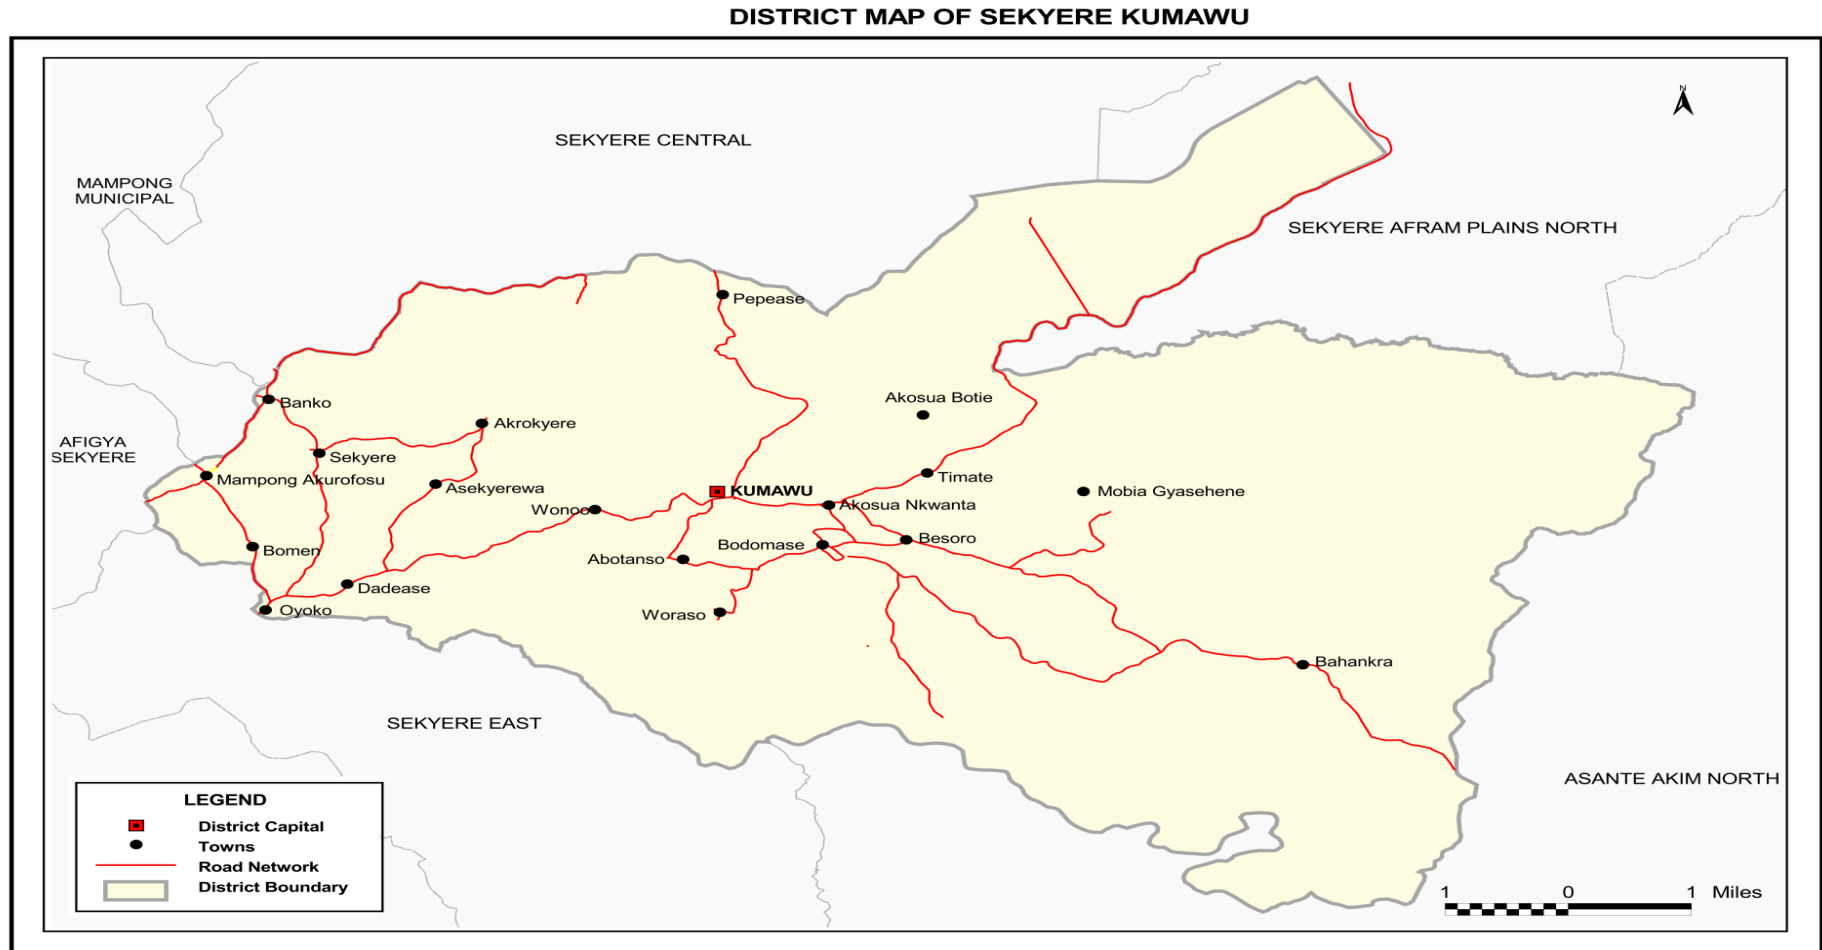 DISTRICT MAP OF SEKYERE KUMAWU
N
SEKYERE CENTRAL
MAMPONG
MUNICIPAL
SEKYERE AFRAM PLAINS NORTH
Pepease
Akosua Botie
Banko
Akrokyere
AFIGYA
SEKYERE
Sekyere
Mampong Akurofosu
Timate
Asekyerewa
KUMAWU
Mobia Gyasehene
Wonoo
Akosua Nkwanta
Bomen
Bodomase
Besoro
Abotanso
Dadease
Oyoko
Woraso
Bahankra
SEKYERE EAST
ASANTE AKIM NORTH
LEGEND
District Capital
Towns
Road Network
District Boundary
1 0 1 Miles